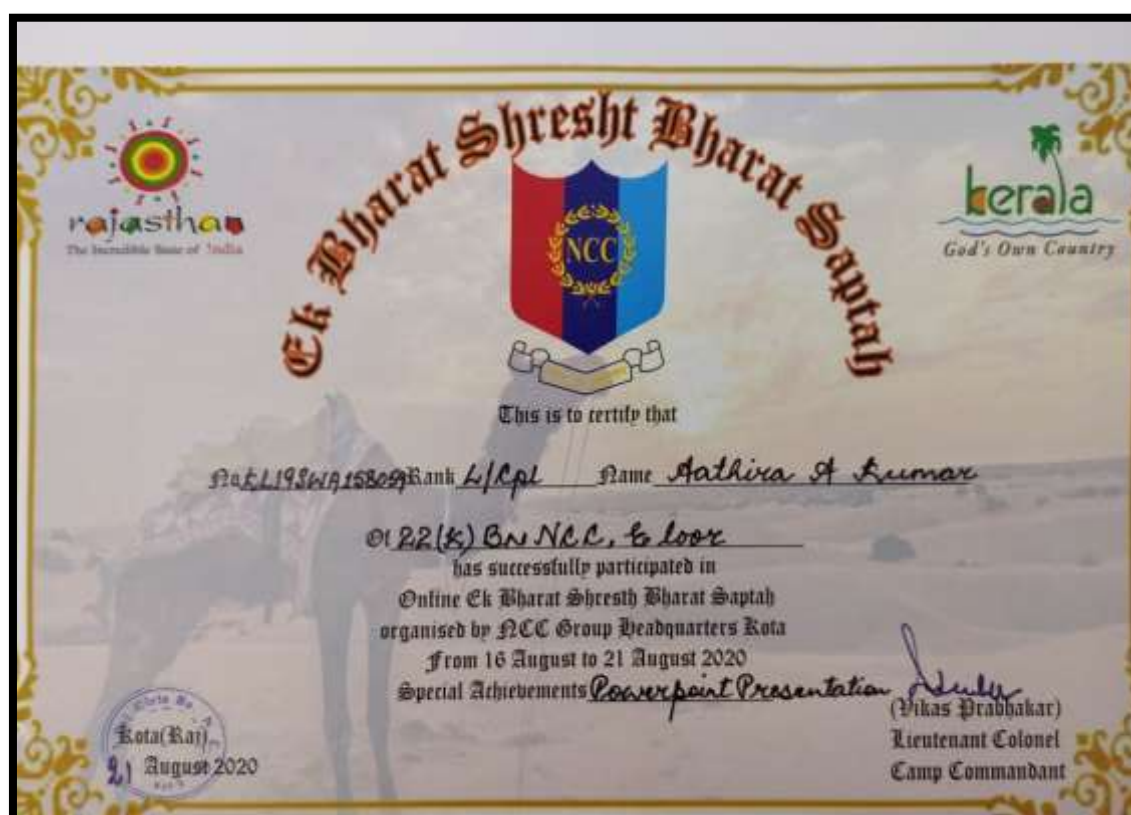 Ek Bharat Shresht Bharat Saptah
rajasthan
The Incredible State of India
NCC
kerala
God's Own Country
This is to certify that
No Rank L/Cpl Name Aathira A Kumar
Of 22(K) BN NCC,
has successfully participated in
Online Ek Bharat Shresth Bharat Saptah
organised by NCC Group Headquarters Kota
From 16 August to 21 August 2020
Special Achievements Powerpoint Presentation
(Vikas Prabhakar)
Lieutenant Colonel
Camp Commandant
Kota(Raj)
21 August 2020